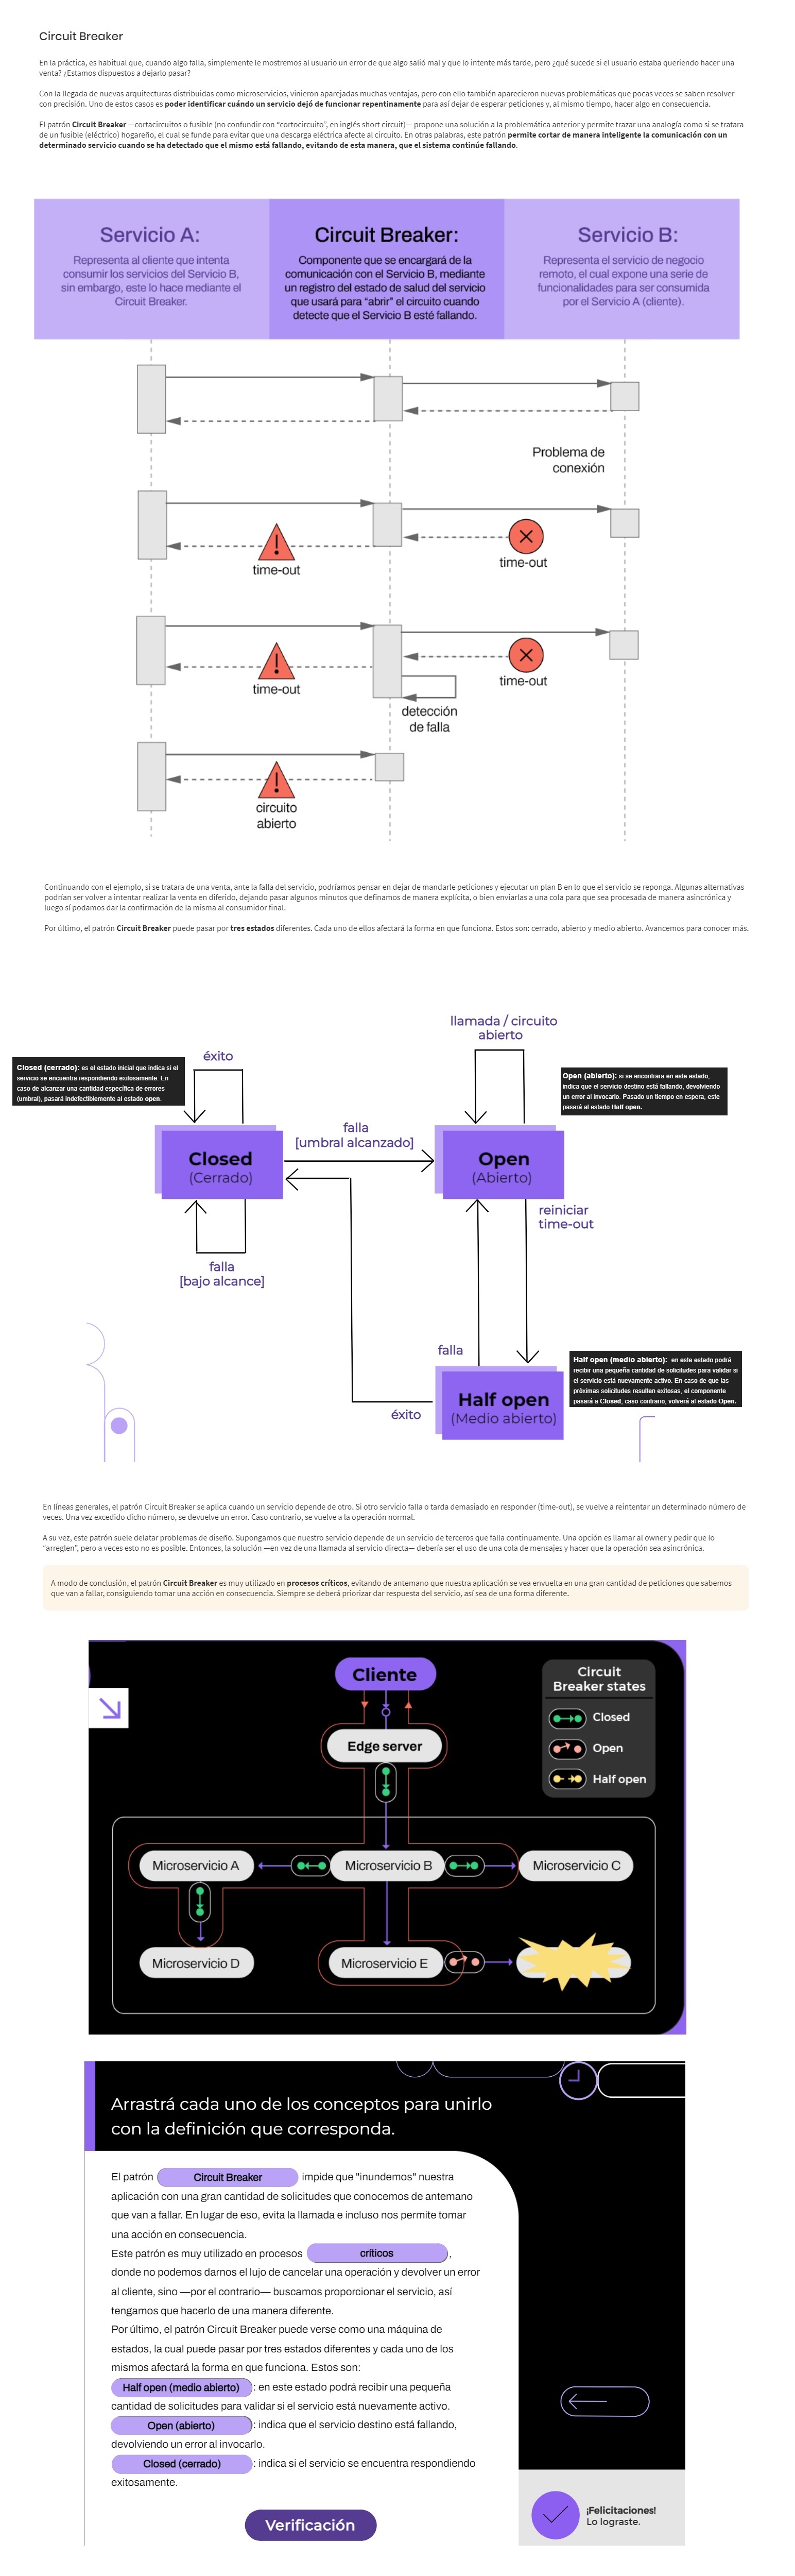 Circuit Breaker
En la práctica, es habitual que, cuando algo falla, simplemente le mostremos al usuario un error de que algo salió mal y que lo intente más tarde, pero ¿qué sucede si el usuario estaba queriendo hacer una
venta? ¿Estamos dispuestos a dejarlo pasar?
Con la llegada de nuevas arquitecturas distribuidas como microservicios, vinieron aparejadas muchas ventajas, pero con ello también aparecieron nuevas problemáticas que pocas veces se saben resolver
con precisión. Uno de estos casos es poder identificar cuándo un servicio dejó de funcionar repentinamente para así dejar de esperar peticiones y, al mismo tiempo, hacer algo en consecuencia.
El patrón Circuit Breaker —cortacircuitos o fusible (no confundir con “cortocircuito”, en inglés short circuit)— propone una solución a la problemática anterior y permite trazar una analogía como si se tratara
de un fusible (eléctrico) hogareño, el cual se funde para evitar que una descarga eléctrica afecte al circuito. En otras palabras, este patrón permite cortar de manera inteligente la comunicación con un
determinado servicio cuando se ha detectado que el mismo está fallando, evitando de esta manera, que el sistema continúe fallando.
Servicio A:
Representa al cliente que intenta
consumir los servicios del Servicio B,
sin embargo, este lo hace mediante el
Circuit Breaker.
Circuit Breaker:
Componente que se encargará de la
comunicación con el Servicio B, mediante
un registro del estado de salud del servicio
que usará para “abrir” el circuito cuando
detecte que el Servicio B esté fallando.
Servicio B:
Representa el servicio de negocio
remoto, el cual expone una serie de
funcionalidades para ser consumida
por el Servicio A (cliente).
Problema de
conexión
time-out
time-out
time-out
time-out
detección
de falla
circuito
abierto
Continuando con el ejemplo, si se tratara de una venta, ante la falla del servicio, podríamos pensar en dejar de mandarle peticiones y ejecutar un plan B en lo que el servicio se reponga. Algunas alternativas
podrían ser volver a intentar realizar la venta en diferido, dejando pasar algunos minutos que definamos de manera explícita, o bien enviarlas a una cola para que sea procesada de manera asincrónica y
luego sí podamos dar la confirmación de la misma al consumidor final.
Por último, el patrón Circuit Breaker puede pasar por tres estados diferentes. Cada uno de ellos afectará la forma en que funciona. Estos son: cerrado, abierto y medio abierto. Avancemos para conocer más.
llamada / circuito
abierto
éxito
Closed (cerrado): es el estado inicial que indica si el
servicio se encuentra respondiendo exitosamente. En
caso de alcanzar una cantidad específica de errores
(umbral), pasará indefectiblemente al estado open.
Open (abierto): si se encontrara en este estado,
indica que el servicio destino está fallando, devolviendo
un error al invocarlo. Pasado un tiempo en espera, este
pasará al estado Half open.
falla
[umbral alcanzado]
Closed
(Cerrado)
Open
(Abierto)
reiniciar
time-out
falla
[bajo alcance]
falla
Half open (medio abierto): en este estado podrá
recibir una pequeña cantidad de solicitudes para validar si
el servicio está nuevamente activo. En caso de que las
próximas solicitudes resulten exitosas, el componente
pasará a Closed, caso contrario, volverá al estado Open.
Half open
(Medio abierto)
éxito
En líneas generales, el patrón Circuit Breaker se aplica cuando un servicio depende de otro. Si otro servicio falla o tarda demasiado en responder (time-out), se vuelve a reintentar un determinado número de
veces. Una vez excedido dicho número, se devuelve un error. Caso contrario, se vuelve a la operación normal.
A su vez, este patrón suele delatar problemas de diseño. Supongamos que nuestro servicio depende de un servicio de terceros que falla continuamente. Una opción es llamar al owner y pedir que lo
“arreglen”, pero a veces esto no es posible. Entonces, la solución —en vez de una llamada al servicio directa— debería ser el uso de una cola de mensajes y hacer que la operación sea asincrónica.
A modo de conclusión, el patrón Circuit Breaker es muy utilizado en procesos críticos, evitando de antemano que nuestra aplicación se vea envuelta en una gran cantidad de peticiones que sabemos
que van a fallar, consiguiendo tomar una acción en consecuencia. Siempre se deberá priorizar dar respuesta del servicio, así sea de una forma diferente.
Cliente
Circuit
Breaker states
Closed
Open
Half open
Edge server
Microservicio A
Microservicio B
Microservicio C
Microservicio D
Microservicio E
Arrastrá cada uno de los conceptos para unirlo
con la definición que corresponda.
El patrón Circuit Breaker impide que "inundemos" nuestra
aplicación con una gran cantidad de solicitudes que conocemos de antemano
que van a fallar. En lugar de eso, evita la llamada e incluso nos permite tomar
una acción en consecuencia.
Este patrón es muy utilizado en procesos críticos,
donde no podemos darnos el lujo de cancelar una operación y devolver un error
al cliente, sino —por el contrario— buscamos proporcionar el servicio, así
tengamos que hacerlo de una manera diferente.
Por último, el patrón Circuit Breaker puede verse como una máquina de
estados, la cual puede pasar por tres estados diferentes y cada uno de los
mismos afectará la forma en que funciona. Estos son:
Half open (medio abierto): en este estado podrá recibir una pequeña
cantidad de solicitudes para validar si el servicio está nuevamente activo.
Open (abierto): indica que el servicio destino está fallando,
devolviendo un error al invocarlo.
Closed (cerrado): indica si el servicio se encuentra respondiendo
exitosamente.
Verificación
¡Felicitaciones!
Lo lograste.